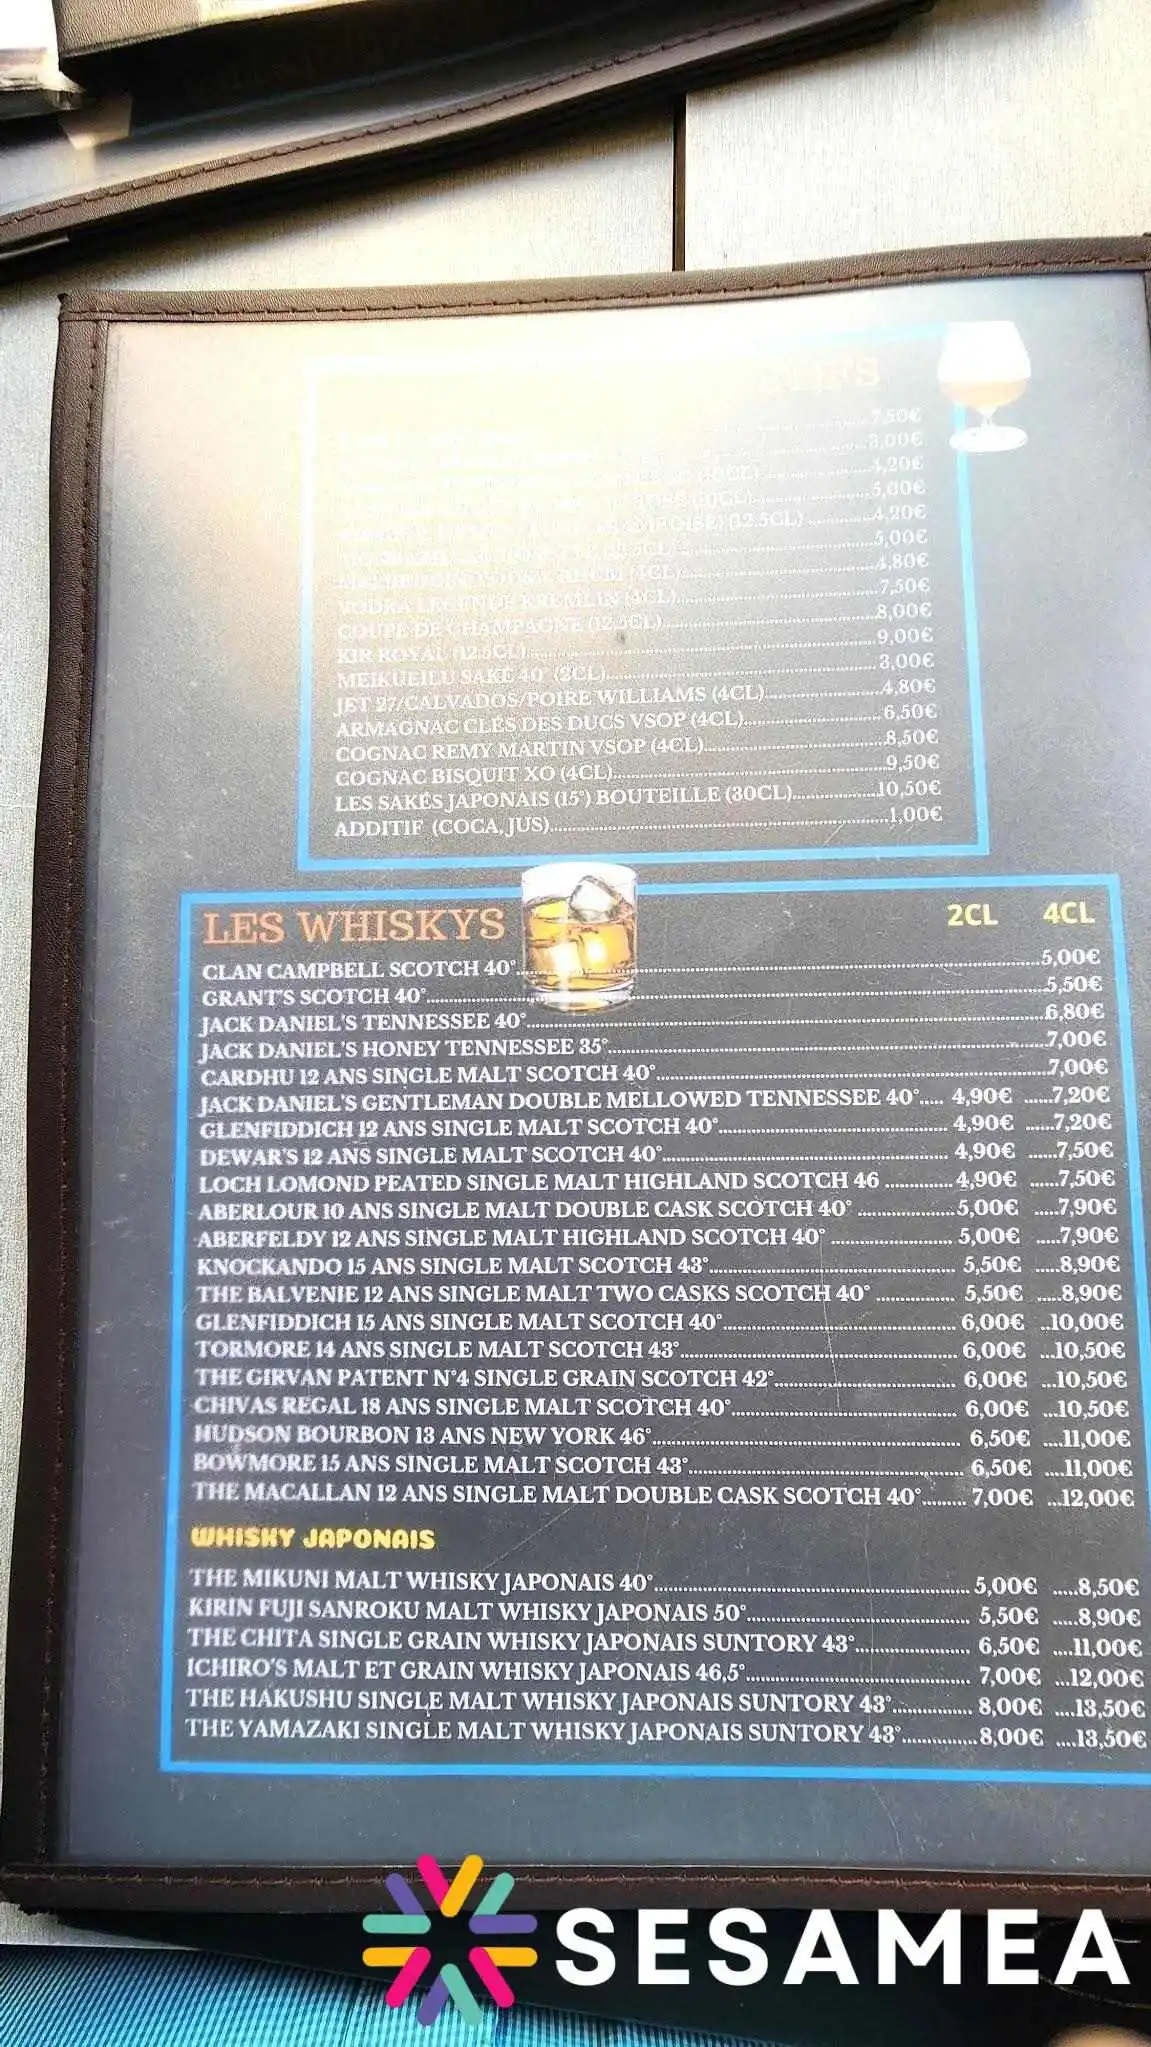 7,50€
3,00€
(10CL) 4,20€
(10CL) 5,00€
(12.5CL) 4,20€
5,00€
(4CL) 4,80€
VODKA LEGENDE KREMLIN (4CL) 7,50€
COUPE DE CHAMPAGNE (12.5CL) 8,00€
KIR ROYAL (12.5CL) 9,00€
MEIKUEILU SAKÉ 40° (2CL) 3,00€
JET 27/CALVADOS/POIRE WILLIAMS (4CL) 4,80€
ARMAGNAC CLES DES DUCS VSOP (4CL) 6,50€
COGNAC REMY MARTIN VSOP (4CL) 8,50€
COGNAC BISQUIT XO (4CL) 9,50€
LES SAKÉS JAPONAIS (15°) BOUTEILLE (30CL) 10,50€
ADDITIF (COCA, JUS) 1,00€
LES WHISKYS 2CL 4CL
CLAN CAMPBELL SCOTCH 40° 5,00€
GRANT'S SCOTCH 40° 5,50€
JACK DANIEL'S TENNESSEE 40° 6,80€
JACK DANIEL'S HONEY TENNESSEE 35° 7,00€
CARDHU 12 ANS SINGLE MALT SCOTCH 40° 7,00€
JACK DANIEL'S GENTLEMAN DOUBLE MELLOWED TENNESSEE 40° 4,90€ 7,20€
GLENFIDDICH 12 ANS SINGLE MALT SCOTCH 40° 4,90€ 7,20€
DEWAR'S 12 ANS SINGLE MALT SCOTCH 40° 4,90€ 7,50€
LOCH LOMOND PEATED SINGLE MALT HIGHLAND SCOTCH 46 4,90€ 7,50€
ABERLOUR 10 ANS SINGLE MALT DOUBLE CASK SCOTCH 40° 5,00€ 7,90€
ABERFELDY 12 ANS SINGLE MALT HIGHLAND SCOTCH 40° 5,00€ 7,90€
KNOCKANDO 15 ANS SINGLE MALT SCOTCH 43° 5,50€ 8,90€
THE BALVENIE 12 ANS SINGLE MALT TWO CASKS SCOTCH 40° 5,50€ 8,90€
GLENFIDDICH 15 ANS SINGLE MALT SCOTCH 40° 6,00€ 10,00€
TORMORE 14 ANS SINGLE MALT SCOTCH 43° 6,00€ 10,50€
THE GIRVAN PATENT N°4 SINGLE GRAIN SCOTCH 42° 6,00€ 10,50€
CHIVAS REGAL 18 ANS SINGLE MALT SCOTCH 40° 6,00€ 10,50€
HUDSON BOURBON 13 ANS NEW YORK 46° 6,50€ 11,00€
BOWMORE 15 ANS SINGLE MALT SCOTCH 43° 6,50€ 11,00€
THE MACALLAN 12 ANS SINGLE MALT DOUBLE CASK SCOTCH 40° 7,00€ 12,00€
WHISKY JAPONAIS
THE MIKUNI MALT WHISKY JAPONAIS 40° 5,00€ 8,50€
KIRIN FUJI SANROKU MALT WHISKY JAPONAIS 50° 5,50€ 8,90€
THE CHITA SINGLE GRAIN WHISKY JAPONAIS SUNTORY 43° 6,50€ 11,00€
ICHIRO'S MALT ET GRAIN WHISKY JAPONAIS 46,5° 7,00€ 12,00€
THE HAKUSHU SINGLE MALT WHISKY JAPONAIS SUNTORY 43° 8,00€ 13,50€
THE YAMAZAKI SINGLE MALT WHISKY JAPONAIS SUNTORY 43° 8,00€ 13,50€
SESAMEA